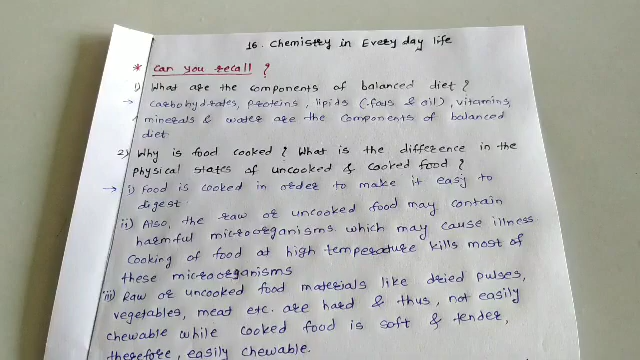 16. Chemistry in Every day life
* Can you recall ?
1) What are the components of balanced diet ?
→ carbohydrates, proteins, lipids (fats & oil), vitamins,
minerals & water are the components of balanced
diet
2) Why is food cooked ? What is the difference in the
physical states of uncooked & cooked food ?
→ i) Food is cooked in order to make it easy to
digest
ii) Also, the raw or uncooked food may contain
harmful microorganisms which may cause illness.
Cooking of food at high temperature kills most of
these microorganisms
iii) Raw or uncooked food materials like dried pulses,
vegetables, meat etc. are hard & thus, not easily
chewable while cooked food is soft & tender,
therefore, easily chewable.